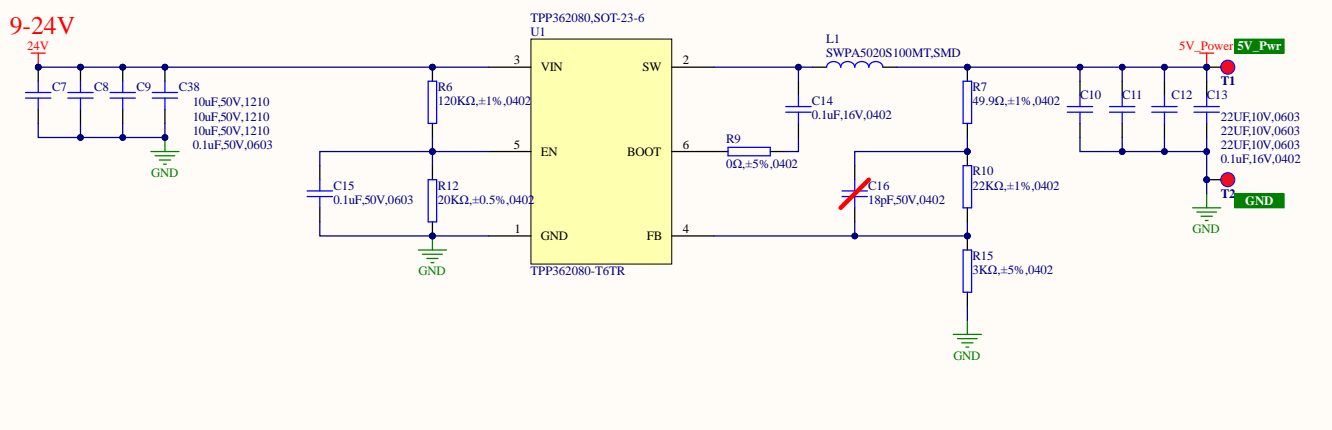 9-24V
24V
C7
C8
C9
C38
10uF,50V,1210
10uF,50V,1210
10uF,50V,1210
0.1uF,50V,0603
GND
R6
120KΩ,±1%,0402
C15
0.1uF,50V,0603
R12
20KΩ,±0.5%,0402
GND
TPP362080,SOT-23-6
U1
3
VIN
SW
2
5
EN
BOOT
6
1
GND
FB
4
TPP362080-T6TR
L1
SWPA5020S100MT,SMD
C14
0.1uF,16V,0402
R9
0Ω,±5%,0402
R7
49.9Ω,±1%,0402
C16
18pF,50V,0402
R10
22KΩ,±1%,0402
R15
3KΩ,±5%,0402
GND
5V_Power
5V_Pwr
T1
C10
C11
C12
C13
22UF,10V,0603
22UF,10V,0603
22UF,10V,0603
0.1uF,16V,0402
T2
GND
GND